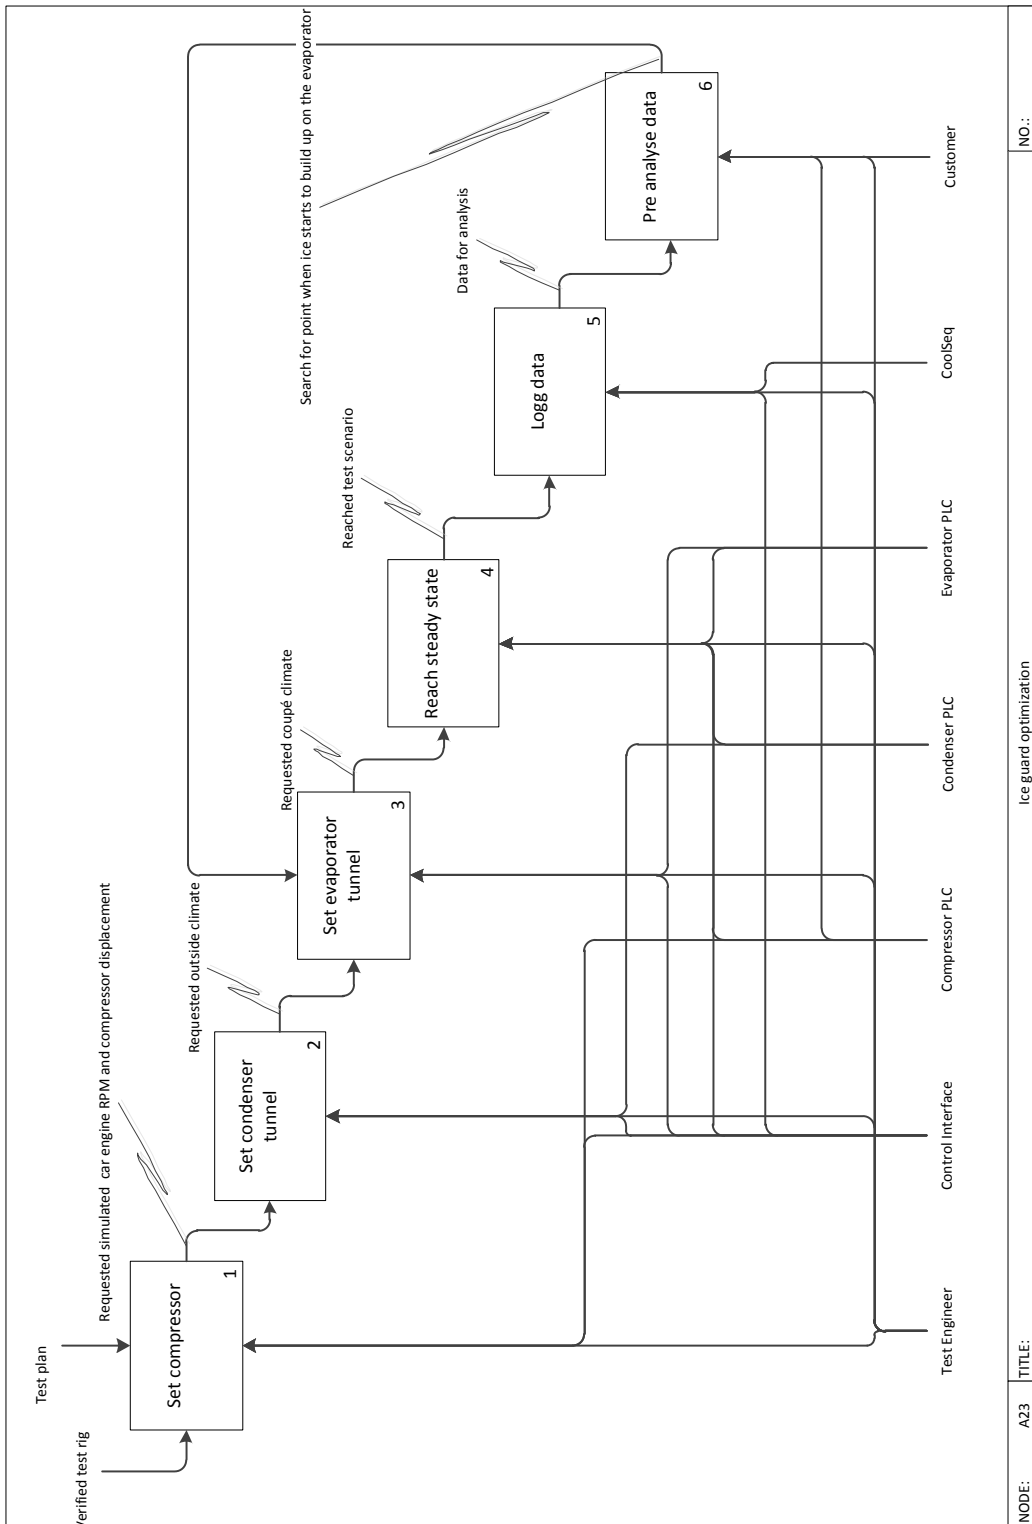 Verified test rig
Test plan
Set compressor
1
Requested simulated car engine RPM and compressor displacement
Set condenser
tunnel
2
Requested outside climate
Set evaporator
tunnel
3
Requested coupé climate
Reach steady state
4
Reached test scenario
Logg data
5
Data for analysis
Pre analyse data
6
Search for point when ice starts to build up on the evaporator
Test Engineer
Control Interface
Compressor PLC
Condenser PLC
Evaporator PLC
CoolSeq
Customer
NODE:
A23
TITLE:
Ice guard optimization
NO.: